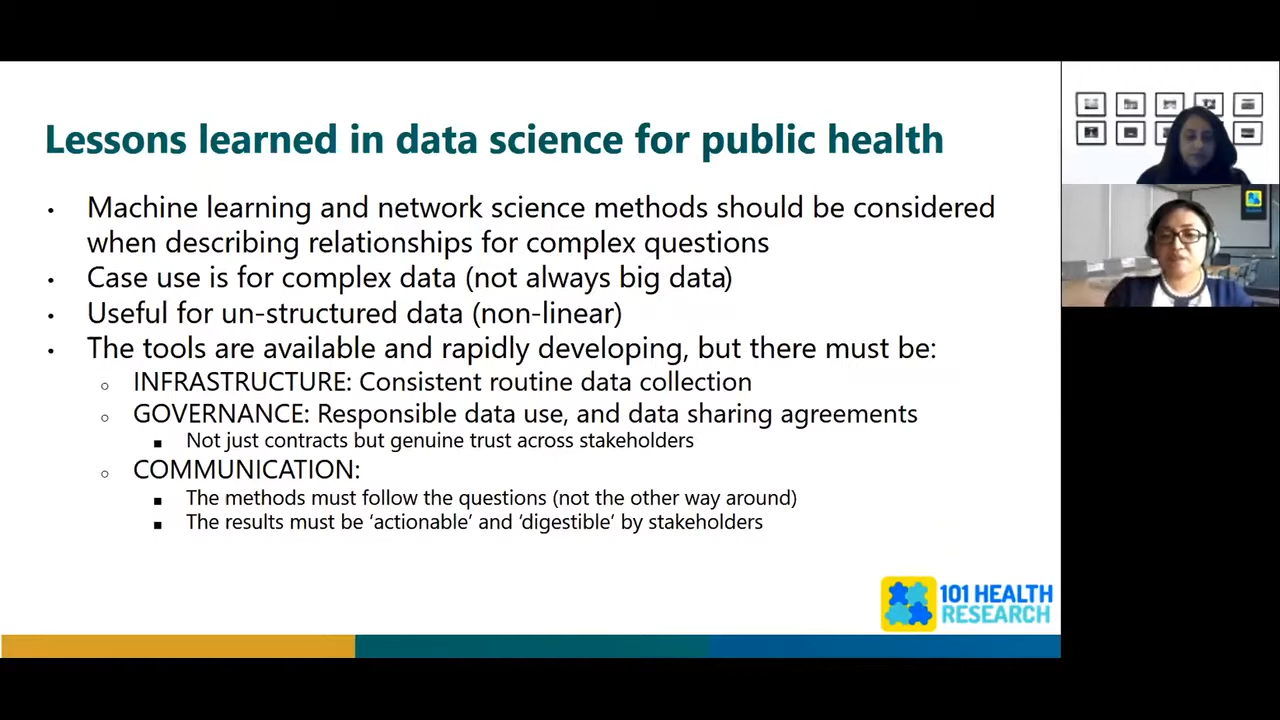 Lessons learned in data science for public health
• Machine learning and network science methods should be considered
when describing relationships for complex questions
• Case use is for complex data (not always big data)
• Useful for un-structured data (non-linear)
• The tools are available and rapidly developing, but there must be:
○ INFRASTRUCTURE: Consistent routine data collection
○ GOVERNANCE: Responsible data use, and data sharing agreements
■ Not just contracts but genuine trust across stakeholders
○ COMMUNICATION:
■ The methods must follow the questions (not the other way around)
■ The results must be ‘actionable’ and ‘digestible’ by stakeholders
101 HEALTH
RESEARCH